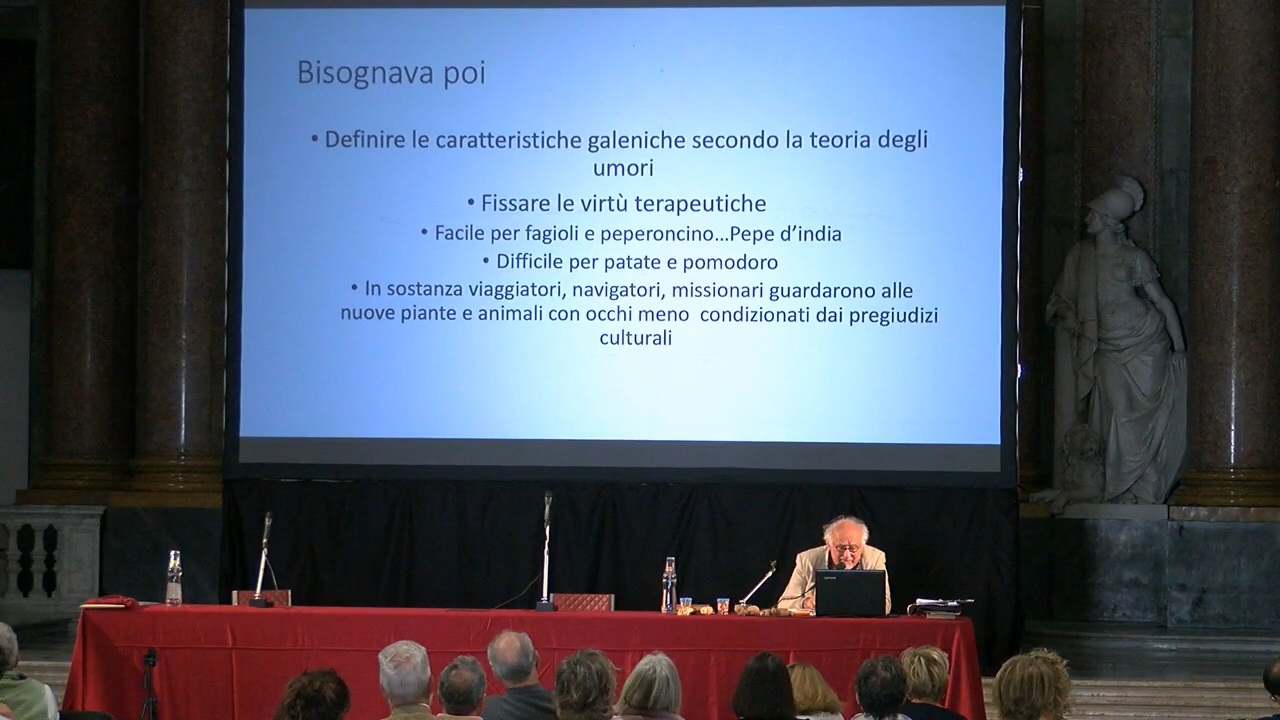 Bisognava poi
• Definire le caratteristiche galeniche secondo la teoria degli
umori
• Fissare le virtù terapeutiche
• Facile per fagioli e peperoncino...Pepe d'india
• Difficile per patate e pomodoro
• In sostanza viaggiatori, navigatori, missionari guardarono alle
nuove piante e animali con occhi meno condizionati dai pregiudizi
culturali